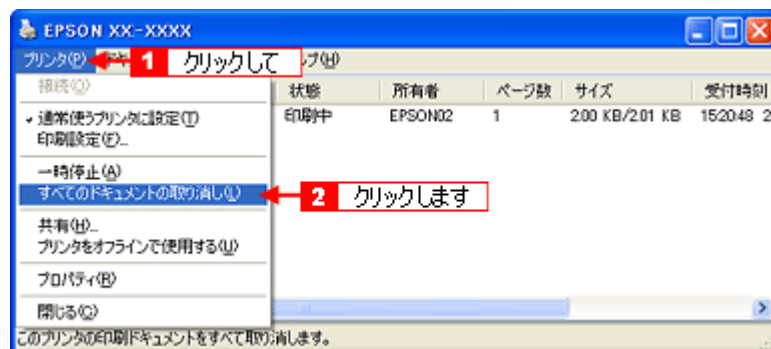 EPSON XX-XXXX
プリンタ(P) 1 クリックして ルプ(H)
状態 所有者 ページ数 サイズ 受付時刻
印刷中 EPSON02 1 2.00 KB/2.01 KB 15:20:48 2
接続(O)
通常使うプリンタに設定(T)
印刷設定(F)...
一時停止(A)
すべてのドキュメントの取り消し(L) 2 クリックします
共有(H)...
プリンタをオフラインで使用する(U)
プロパティ(R)
閉じる(C)
このプリンタの印刷ドキュメントをすべて取り消します。